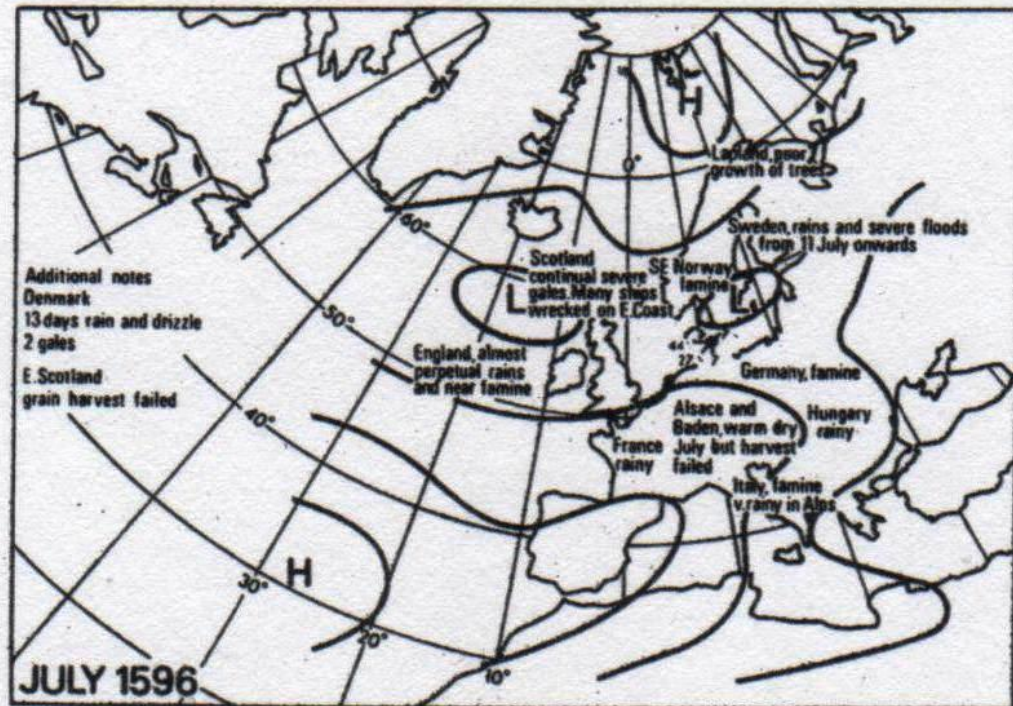 H
Lapland, poor
growth of trees
0°
60°
Sweden, rains and severe floods
from 11 July onwards
Scotland
continual severe
gales. Many ships
wrecked on E. Coast
L
SE Norway,
famine
L
Additional notes
Denmark
13 days rain and drizzle
2 gales
E. Scotland
grain harvest failed
50°
England, almost
perpetual rains
and near famine
44
22
Germany, famine
40°
Alsace and
Baden, warm dry
July but harvest
failed
France
rainy
Hungary
rainy
Italy, famine
v. rainy in Alps
H
30°
20°
10°
JULY 1596